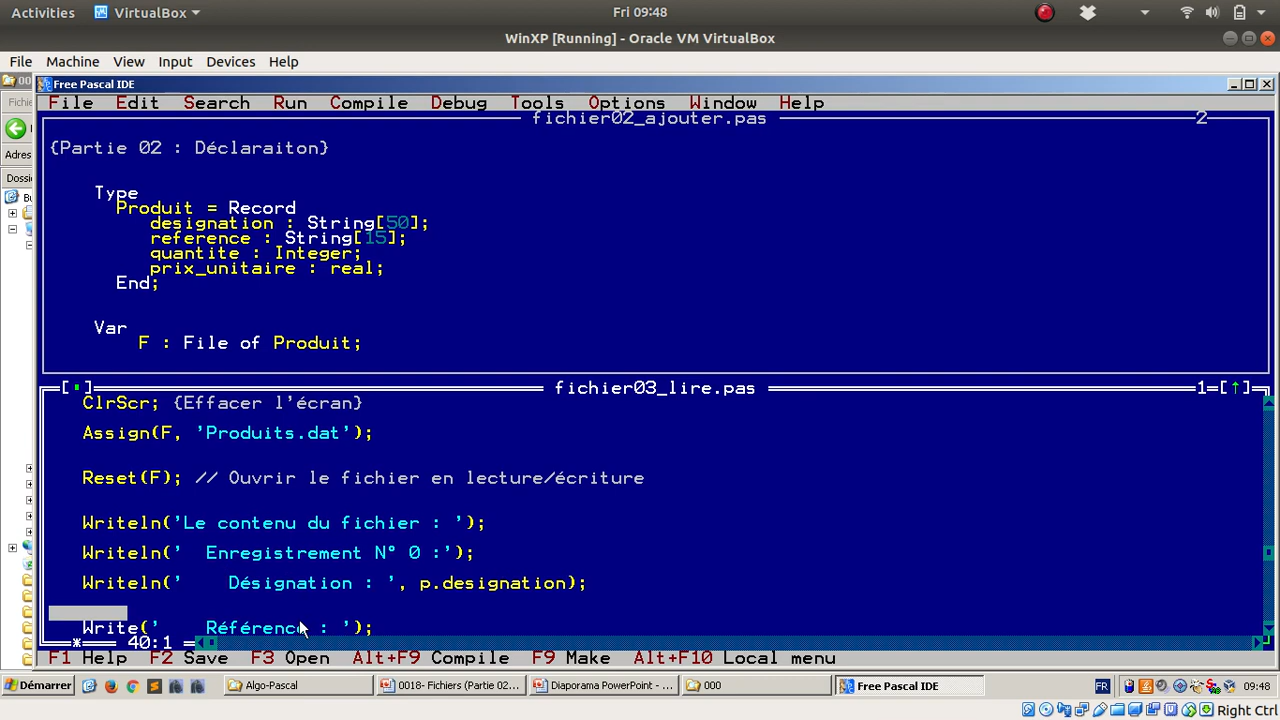 Activities VirtualBox Fri 09:48
WinXP [Running] - Oracle VM VirtualBox
File Machine View Input Devices Help
00
Free Pascal IDE
Fichie
File Edit Search Run Compile Debug Tools Options Window Help
fichier02_ajouter.pas 2
{Partie 02 : Déclaraiton}
Adres
Dossi
Type
Bu
Produit = Record
designation : String[50];
reference : String[15];
quantite : Integer;
prix_unitaire : real;
End;
Var
F : File of Produit;
[▪] fichier03_lire.pas 1=[↑]
ClrScr; {Effacer l'écran}
Assign(F, 'Produits.dat');
Reset(F); // Ouvrir le fichier en lecture/écriture
Writeln('Le contenu du fichier : ');
Writeln('  Enregistrement N° 0 :');
Writeln('    Désignation : ', p.designation);
Write('    Référence : ');
* 40:1
F1 Help F2 Save F3 Open Alt+F9 Compile F9 Make Alt+F10 Local menu
Démarrer Algo-Pascal 0018- Fichiers (Partie 02... Diaporama PowerPoint - ... 000 Free Pascal IDE FR 09:48
Right Ctrl